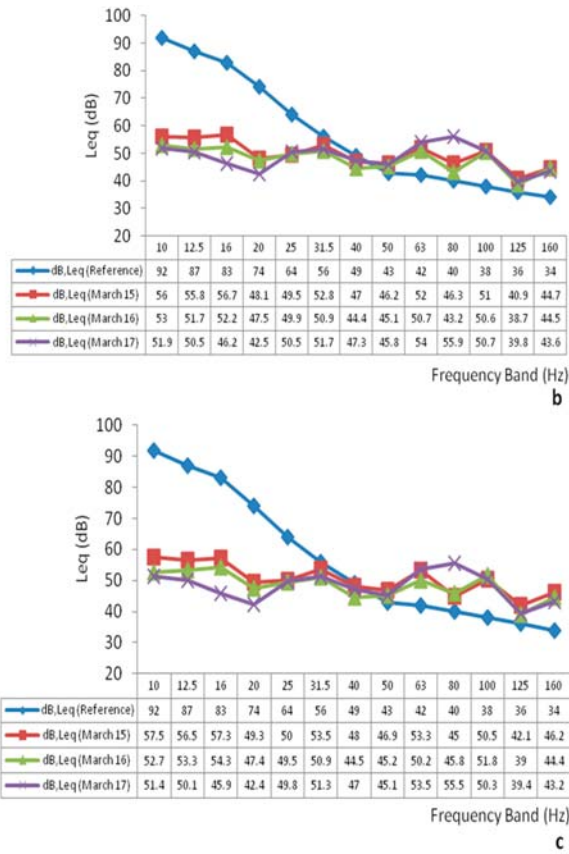 100
90
80
70
60
50
40
30
20
Leq (dB)
10 12.5 16 20 25 31.5 40 50 63 80 100 125 160
dB,Leq (Reference) 92 87 83 74 64 56 49 43 42 40 38 36 34
dB,Leq (March 15) 56 55.8 56.7 48.1 49.5 52.8 47 46.2 52 46.3 51 40.9 44.7
dB,Leq (March 16) 53 51.7 52.2 47.5 49.9 50.9 44.4 45.1 50.7 43.2 50.6 38.7 44.5
dB,Leq (March 17) 51.9 50.5 46.2 42.5 50.5 51.7 47.3 45.8 54 55.9 50.7 39.8 43.6
Frequency Band (Hz)
b
100
90
80
70
60
50
40
30
20
Leq (dB)
10 12.5 16 20 25 31.5 40 50 63 80 100 125 160
dB,Leq (Reference) 92 87 83 74 64 56 49 43 42 40 38 36 34
dB,Leq (March 15) 57.5 56.5 57.3 49.3 50 53.5 48 46.9 53.3 45 50.5 42.1 46.2
dB,Leq (March 16) 52.7 53.3 54.3 47.4 49.5 50.9 44.5 45.2 50.2 45.8 51.8 39 44.4
dB,Leq (March 17) 51.4 50.1 45.9 42.4 49.8 51.3 47 45.1 53.5 55.5 50.3 39.4 43.2
Frequency Band (Hz)
c